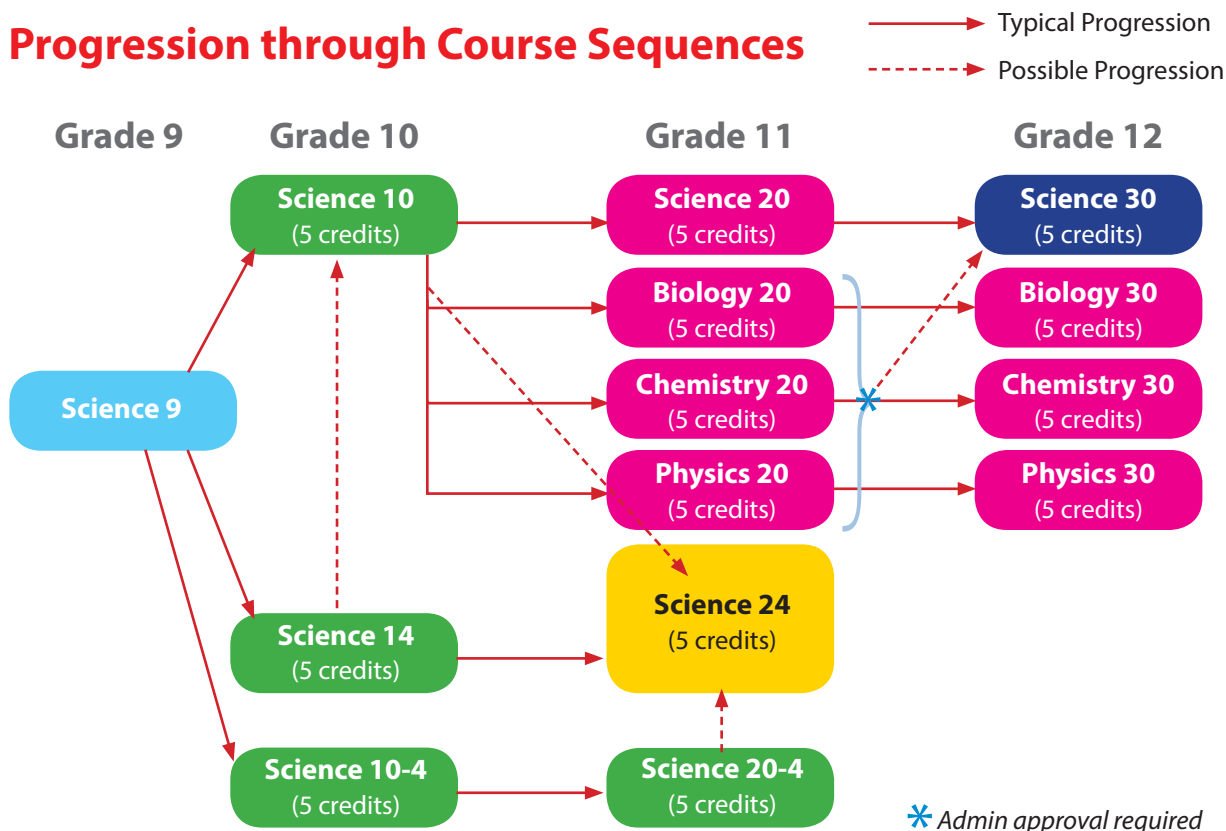 Progression through Course Sequences
Typical Progression
Possible Progression
Grade 9
Grade 10
Grade 11
Grade 12
Science 10
(5 credits)
Science 20
(5 credits)
Science 30
(5 credits)
Biology 20
(5 credits)
Biology 30
(5 credits)
Science 9
Chemistry 20
(5 credits)
*
Chemistry 30
(5 credits)
Physics 20
(5 credits)
Physics 30
(5 credits)
Science 24
(5 credits)
Science 14
(5 credits)
Science 10-4
(5 credits)
Science 20-4
(5 credits)
* Admin approval required